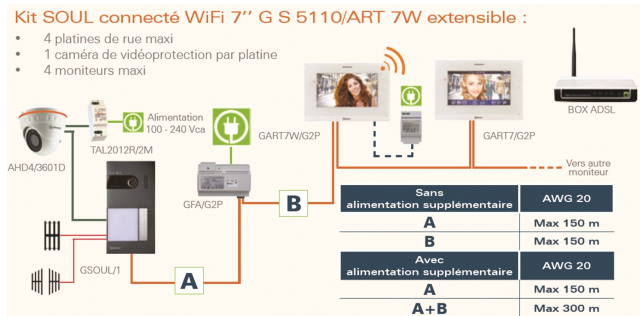 Kit SOUL connecté WiFi 7’’ G S 5110/ART 7W extensible :
• 4 platines de rue maxi
• 1 caméra de vidéoprotection par platine
• 4 moniteurs maxi
Alimentation
100 - 240 Vca
TAL2012R/2M
AHD4/3601D
GFA/G2P
GSOUL/1
A
B
GART7W/G2P
GART7/G2P
BOX ADSL
Vers autre
moniteur
Sans
alimentation supplémentaire
AWG 20
A Max 150 m
B Max 150 m
Avec
alimentation supplémentaire
AWG 20
A Max 150 m
A+B Max 300 m